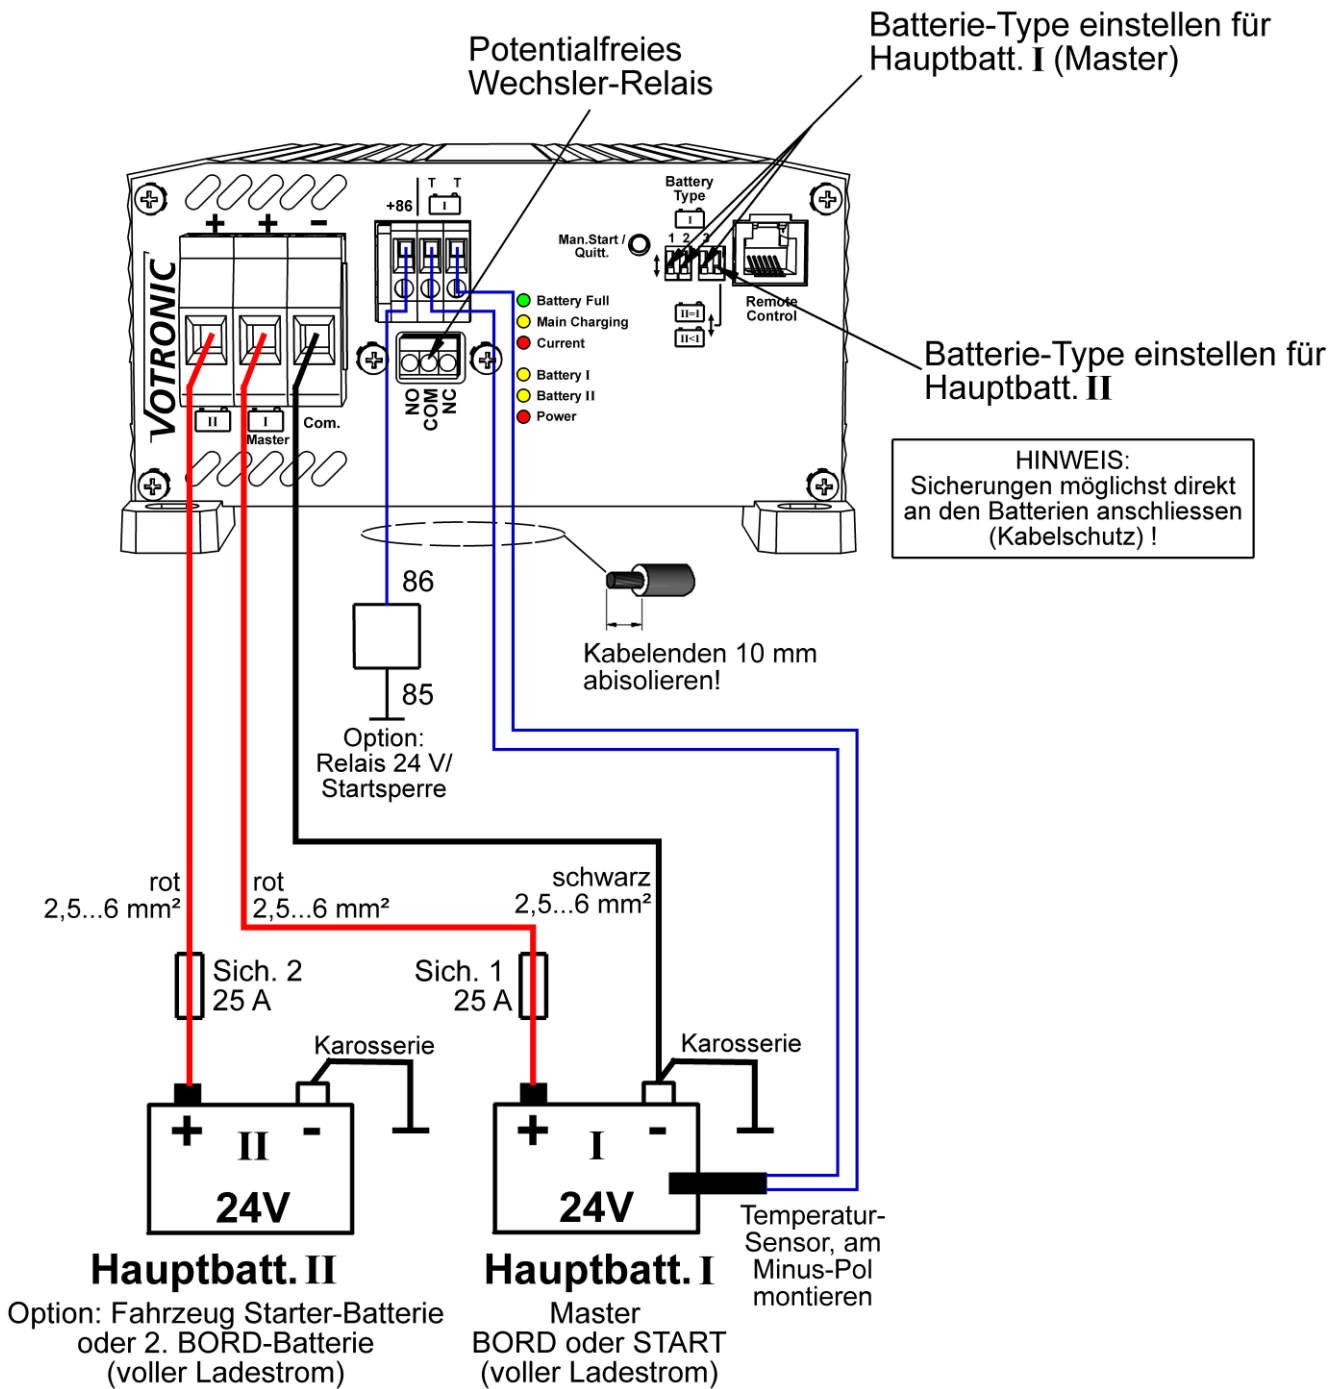 Potentialfreies
Wechsler-Relais
Batterie-Type einstellen für
Hauptbatt. I (Master)
+86
T T
I
+ + −
Battery
Type
I
1 2 3
Man.Start /
Quitt.
VOTRONIC
Battery Full
Main Charging
Current
Battery I
Battery II
Power
II=I
II<I
Remote
Control
NO
COM
NC
II
I
Master
Com.
Batterie-Type einstellen für
Hauptbatt. II
HINWEIS:
Sicherungen möglichst direkt
an den Batterien anschliessen
(Kabelschutz) !
86
85
Option:
Relais 24 V/
Startsperre
Kabelenden 10 mm
abisolieren!
rot
2,5...6 mm²
rot
2,5...6 mm²
schwarz
2,5...6 mm²
Sich. 2
25 A
Sich. 1
25 A
Karosserie
Karosserie
+ II -
24V
+ I -
24V
Hauptbatt. II
Option: Fahrzeug Starter-Batterie
oder 2. BORD-Batterie
(voller Ladestrom)
Hauptbatt. I
Master
BORD oder START
(voller Ladestrom)
Temperatur-
Sensor, am
Minus-Pol
montieren